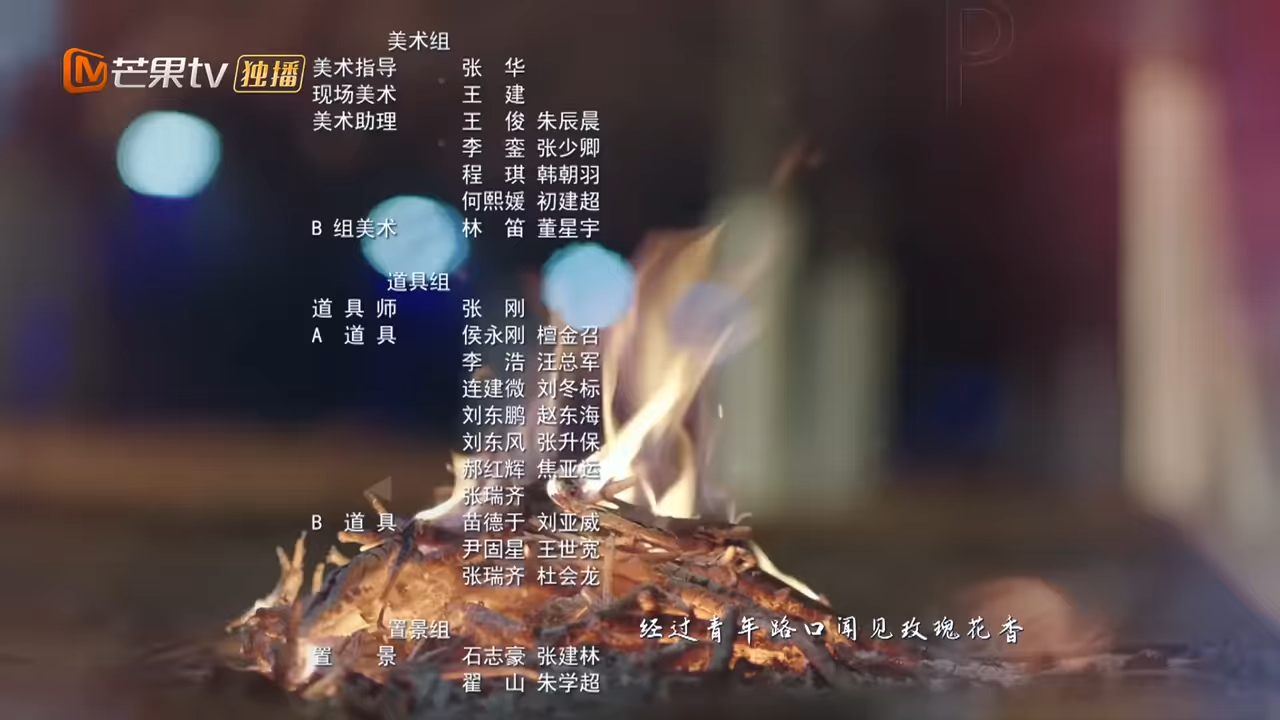 美术组
芒果tv 独播
美术指导 张 华
现场美术 王 建
美术助理 王 俊 朱辰晨
李 銮 张少卿
程 琪 韩朝羽
何熙媛 初建超
B 组美术 林 笛 董星宇
道具组
道 具 师 张 刚
A 道 具 侯永刚 檀金召
李 浩 汪总军
连建微 刘冬标
刘东鹏 赵东海
刘东风 张升保
郝红辉 焦亚运
张瑞齐
B 道 具 苗德于 刘亚威
尹固星 王世宽
张瑞齐 杜会龙
置景组
经过青年路口闻见玫瑰花香
置 景 石志豪 张建林
翟 山 朱学超
P